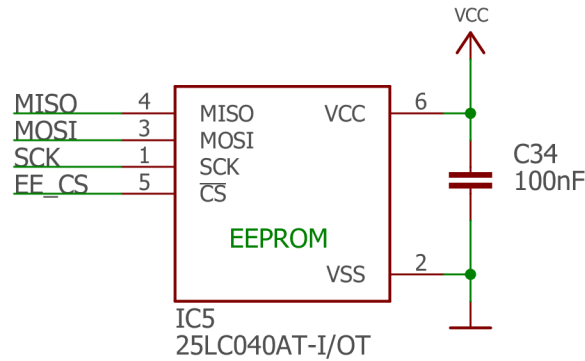 VCC
MISO 4 MISO VCC 6
MOSI 3 MOSI
SCK 1 SCK
EE_CS 5 CS
C34
100nF
EEPROM
VSS 2
IC5
25LC040AT-I/OT